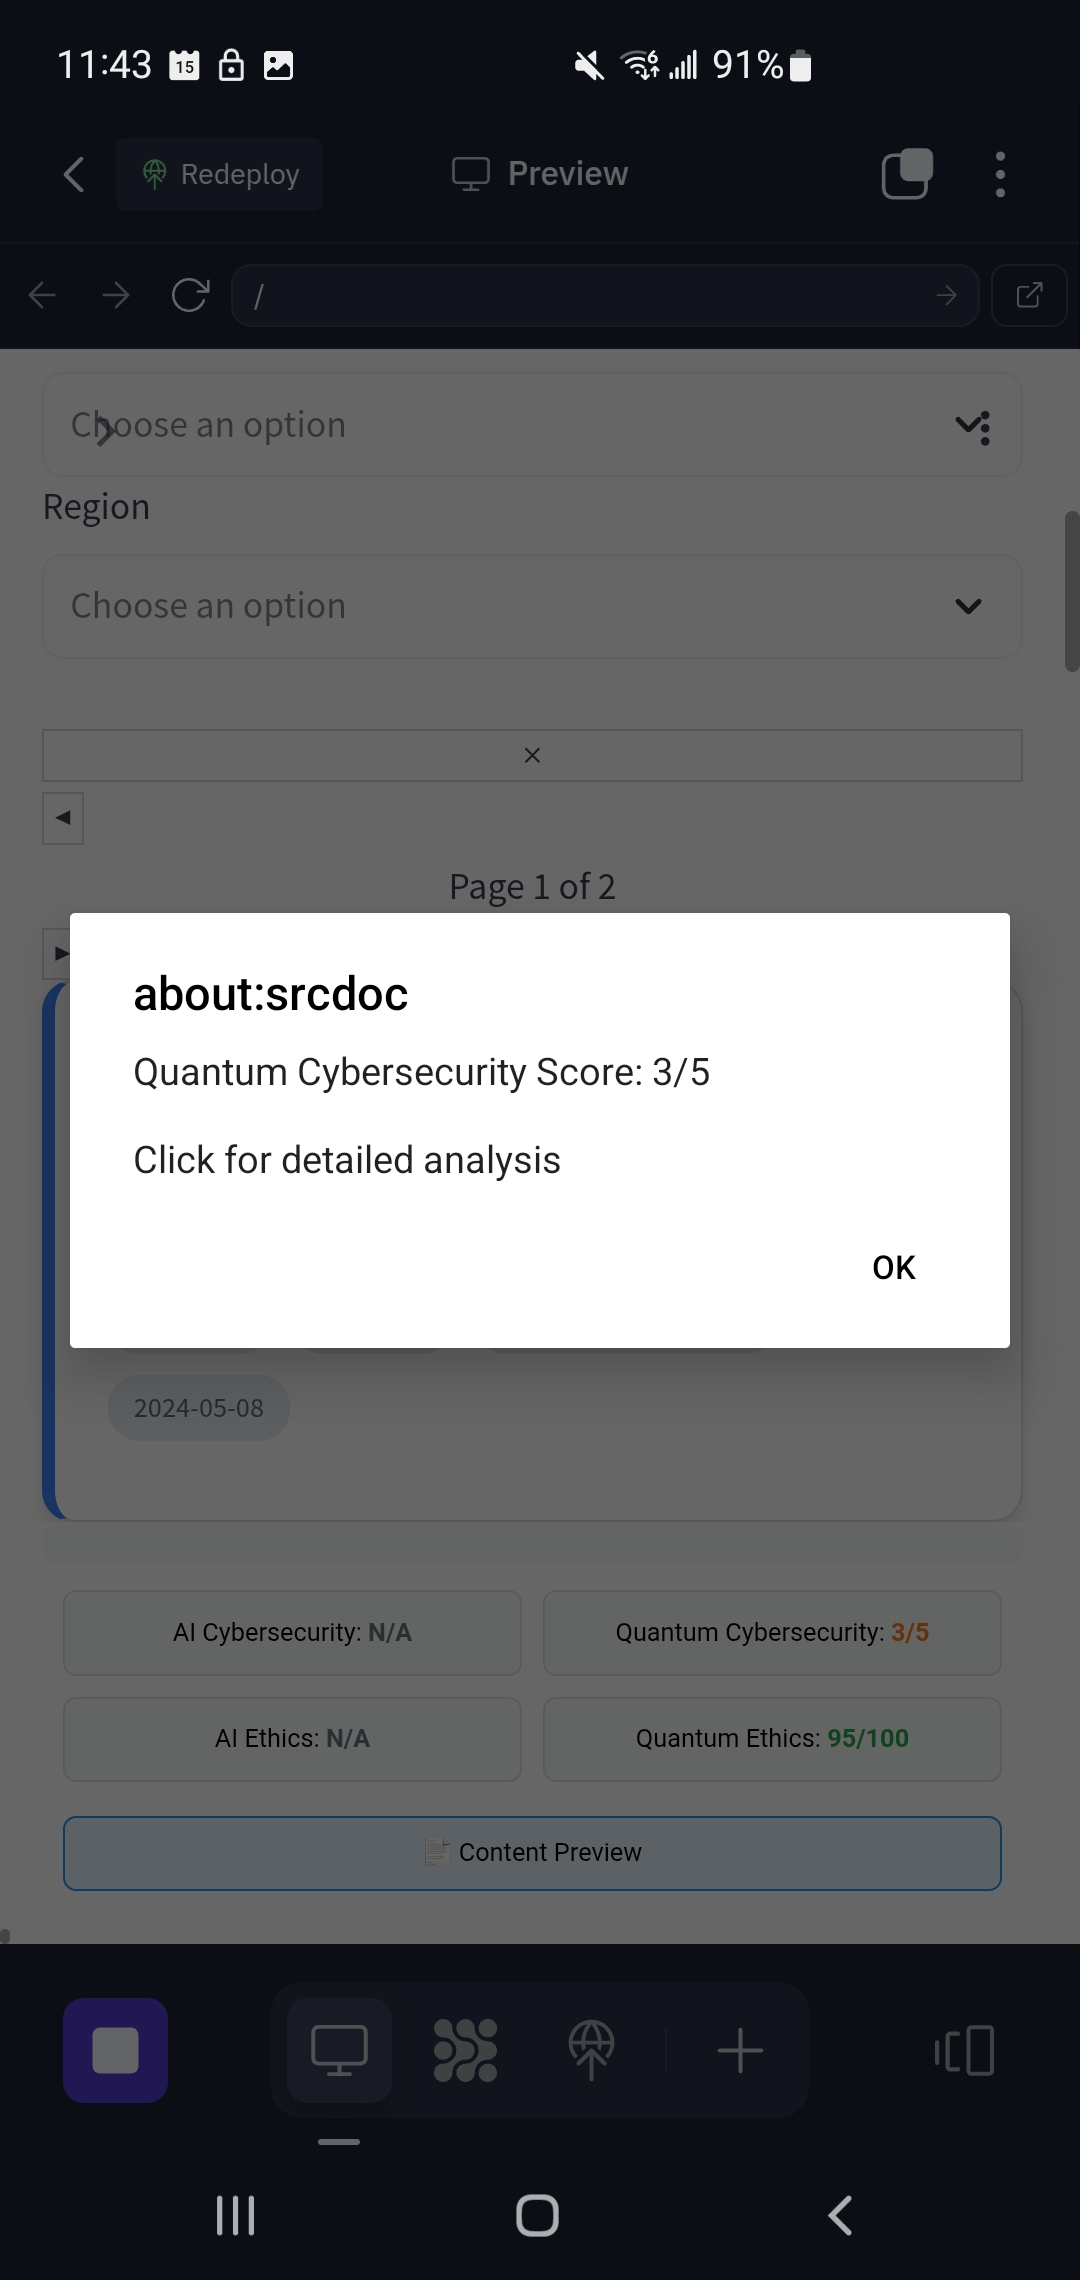 11:43 15 91%
Redeploy Preview
/
Choose an option
Region
Choose an option
×
◀
Page 1 of 2
▶
about:srcdoc
Quantum Cybersecurity Score: 3/5
Click for detailed analysis
OK
2024-05-08
AI Cybersecurity: N/A Quantum Cybersecurity: 3/5
AI Ethics: N/A Quantum Ethics: 95/100
Content Preview